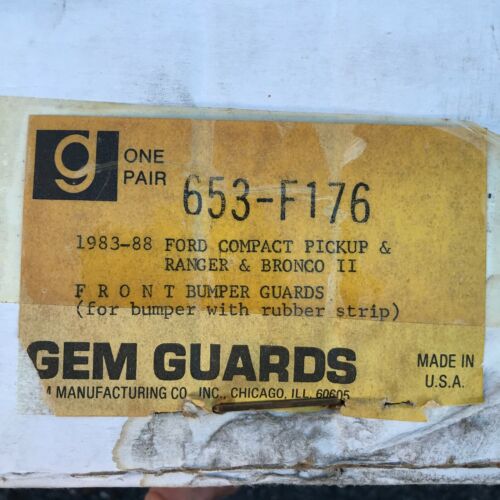 g
ONE
PAIR
653-F176
1983-88 FORD COMPACT PICKUP &
RANGER & BRONCO II
F R O N T BUMPER GUARDS
(for bumper with rubber strip)
GEM GUARDS
MANUFACTURING CO., INC., CHICAGO, ILL. 60605
MADE IN
U.S.A.